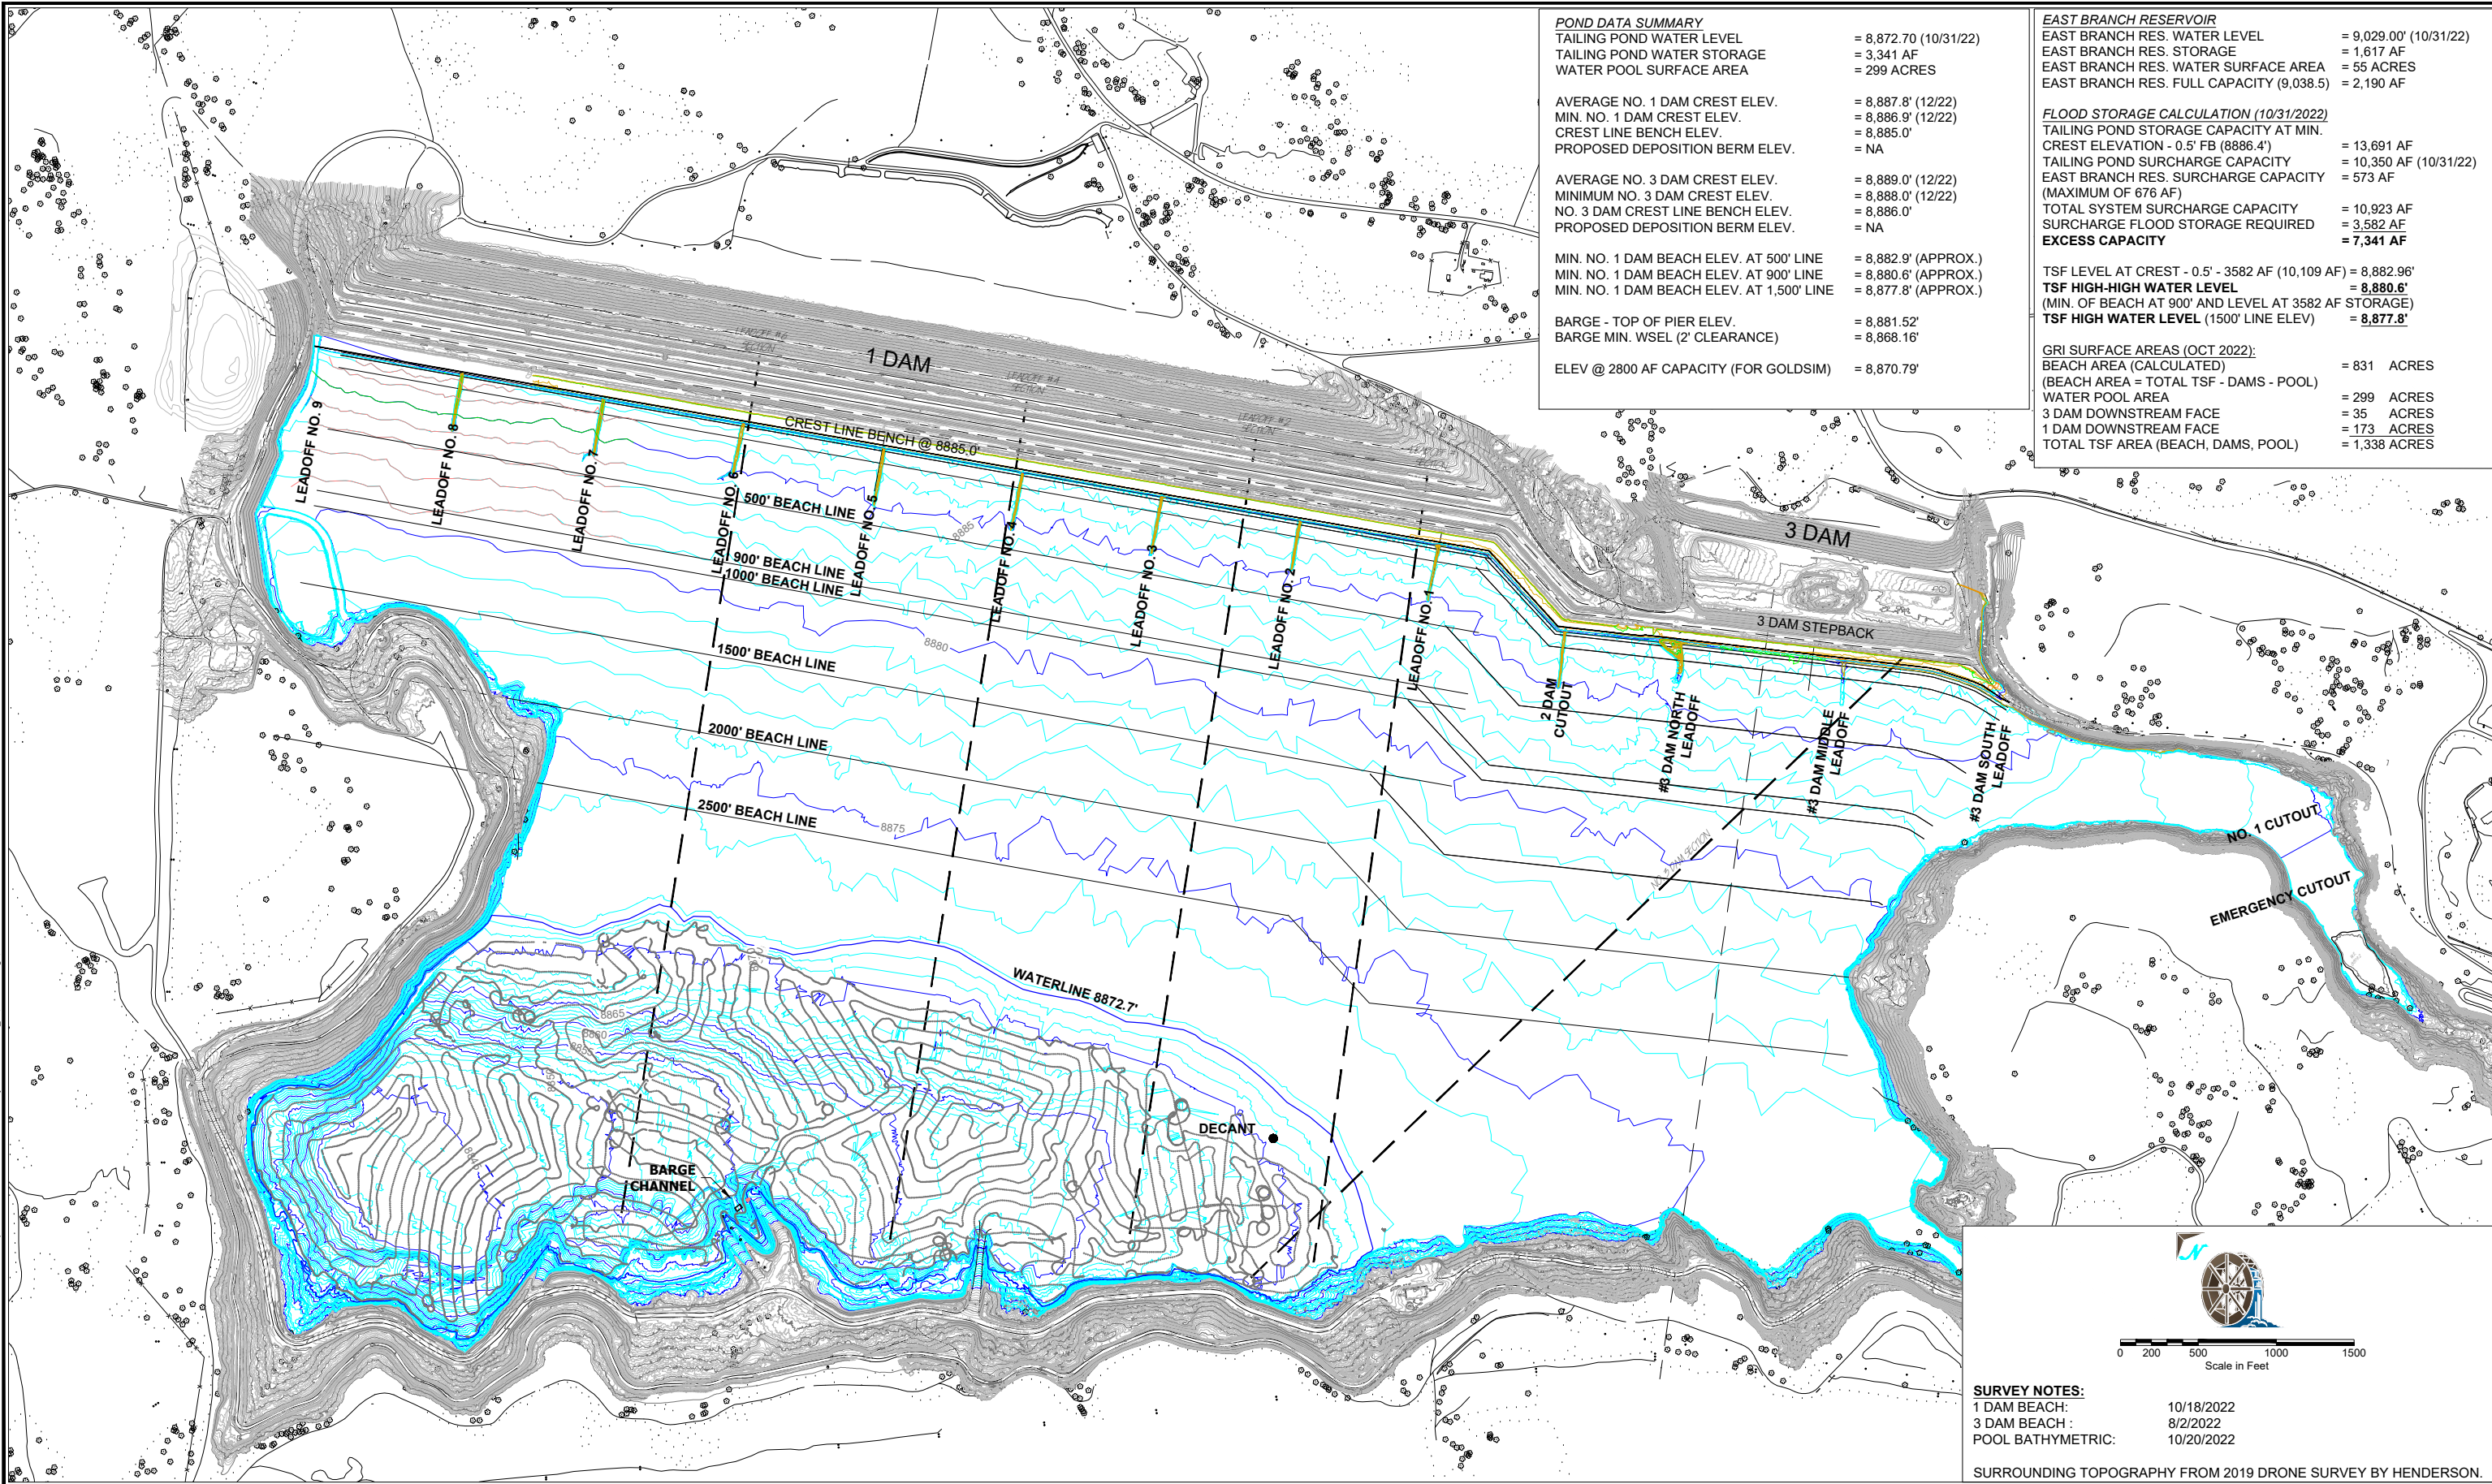 POND DATA SUMMARY
TAILING POND WATER LEVEL = 8,872.70 (10/31/22)
TAILING POND WATER STORAGE = 3,341 AF
WATER POOL SURFACE AREA = 299 ACRES
AVERAGE NO. 1 DAM CREST ELEV. = 8,887.8' (12/22)
MIN. NO. 1 DAM CREST ELEV. = 8,886.9' (12/22)
CREST LINE BENCH ELEV. = 8,885.0'
PROPOSED DEPOSITION BERM ELEV. = NA
AVERAGE NO. 3 DAM CREST ELEV. = 8,889.0' (12/22)
MINIMUM NO. 3 DAM CREST ELEV. = 8,888.0' (12/22)
NO. 3 DAM CREST LINE BENCH ELEV. = 8,886.0'
PROPOSED DEPOSITION BERM ELEV. = NA
MIN. NO. 1 DAM BEACH ELEV. AT 500' LINE = 8,882.9' (APPROX.)
MIN. NO. 1 DAM BEACH ELEV. AT 900' LINE = 8,880.6' (APPROX.)
MIN. NO. 1 DAM BEACH ELEV. AT 1,500' LINE = 8,877.8' (APPROX.)
BARGE - TOP OF PIER ELEV. = 8,881.52'
BARGE MIN. WSEL (2' CLEARANCE) = 8,868.16'
ELEV @ 2800 AF CAPACITY (FOR GOLDSIM) = 8,870.79'
EAST BRANCH RESERVOIR
EAST BRANCH RES. WATER LEVEL = 9,029.00' (10/31/22)
EAST BRANCH RES. STORAGE = 1,617 AF
EAST BRANCH RES. WATER SURFACE AREA = 55 ACRES
EAST BRANCH RES. FULL CAPACITY (9,038.5) = 2,190 AF
FLOOD STORAGE CALCULATION (10/31/2022)
TAILING POND STORAGE CAPACITY AT MIN.
CREST ELEVATION - 0.5' FB (8886.4') = 13,691 AF
TAILING POND SURCHARGE CAPACITY = 10,350 AF (10/31/22)
EAST BRANCH RES. SURCHARGE CAPACITY = 573 AF
(MAXIMUM OF 676 AF)
TOTAL SYSTEM SURCHARGE CAPACITY = 10,923 AF
SURCHARGE FLOOD STORAGE REQUIRED = 3,582 AF
EXCESS CAPACITY = 7,341 AF
TSF LEVEL AT CREST - 0.5' - 3582 AF (10,109 AF) = 8,882.96'
TSF HIGH-HIGH WATER LEVEL = 8,880.6'
(MIN. OF BEACH AT 900' AND LEVEL AT 3582 AF STORAGE)
TSF HIGH WATER LEVEL (1500' LINE ELEV) = 8,877.8'
GRI SURFACE AREAS (OCT 2022):
BEACH AREA (CALCULATED) = 831 ACRES
(BEACH AREA = TOTAL TSF - DAMS - POOL)
WATER POOL AREA = 299 ACRES
3 DAM DOWNSTREAM FACE = 35 ACRES
1 DAM DOWNSTREAM FACE = 173 ACRES
TOTAL TSF AREA (BEACH, DAMS, POOL) = 1,338 ACRES
1 DAM
LEADOFF #6
SECTION
LEADOFF #4
SECTION
SECTION
SECTION
CREST LINE BENCH @ 8885.0'
3 DAM
3 DAM STEPBACK
LEADOFF NO. 9
LEADOFF NO. 8
LEADOFF NO. 7
LEADOFF NO. 6
LEADOFF NO. 5
LEADOFF NO. 4
LEADOFF NO. 3
LEADOFF NO. 2
LEADOFF NO. 1
2 DAM
CUTOUT
#3 DAM NORTH
LEADOFF
#3 DAM MIDDLE
LEADOFF
#3 DAM SOUTH
LEADOFF
500' BEACH LINE
8885
900' BEACH LINE
1000' BEACH LINE
8880
1500' BEACH LINE
2000' BEACH LINE
2500' BEACH LINE
8875
NO. 3 DAM SECTION
NO. 1 CUTOUT
EMERGENCY CUTOUT
WATERLINE 8872.7'
8870
8865
8860
8855
8850
8845
DECANT
BARGE
CHANNEL
N
0 200 500 1000 1500
Scale in Feet
SURVEY NOTES:
1 DAM BEACH: 10/18/2022
3 DAM BEACH : 8/2/2022
POOL BATHYMETRIC: 10/20/2022
SURROUNDING TOPOGRAPHY FROM 2019 DRONE SURVEY BY HENDERSON.